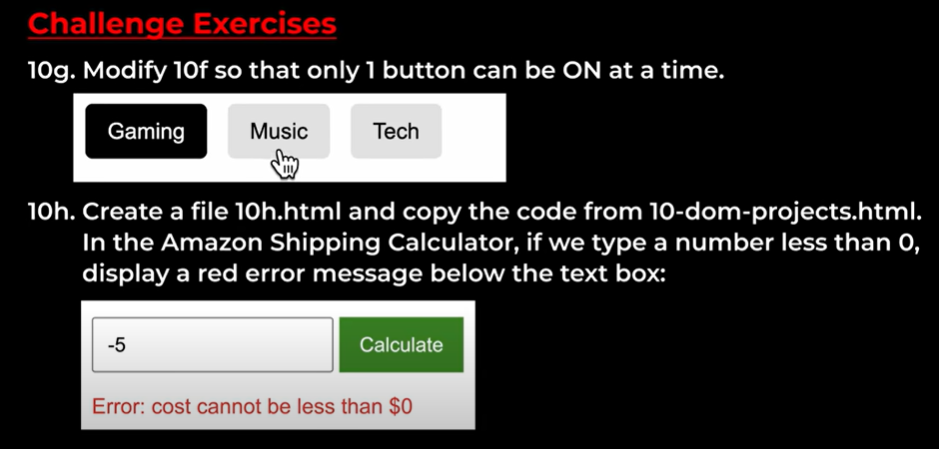 Challenge Exercises
10g. Modify 10f so that only 1 button can be ON at a time.
Gaming Music Tech
10h. Create a file 10h.html and copy the code from 10-dom-projects.html.
In the Amazon Shipping Calculator, if we type a number less than 0,
display a red error message below the text box:
-5 Calculate
Error: cost cannot be less than $0